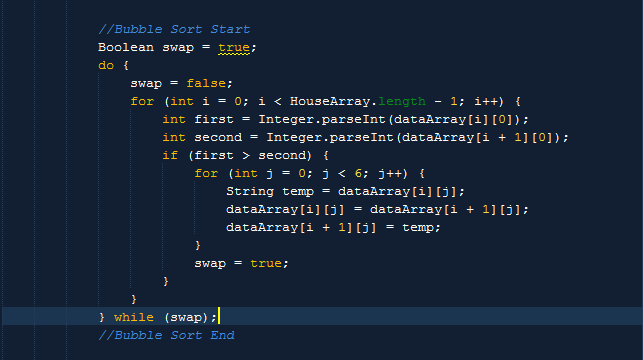 //Bubble Sort Start
Boolean swap = true;
do {
swap = false;
for (int i = 0; i < HouseArray.length - 1; i++) {
int first = Integer.parseInt(dataArray[i][0]);
int second = Integer.parseInt(dataArray[i + 1][0]);
if (first > second) {
for (int j = 0; j < 6; j++) {
String temp = dataArray[i][j];
dataArray[i][j] = dataArray[i + 1][j];
dataArray[i + 1][j] = temp;
}
swap = true;
}
}
} while (swap);
//Bubble Sort End